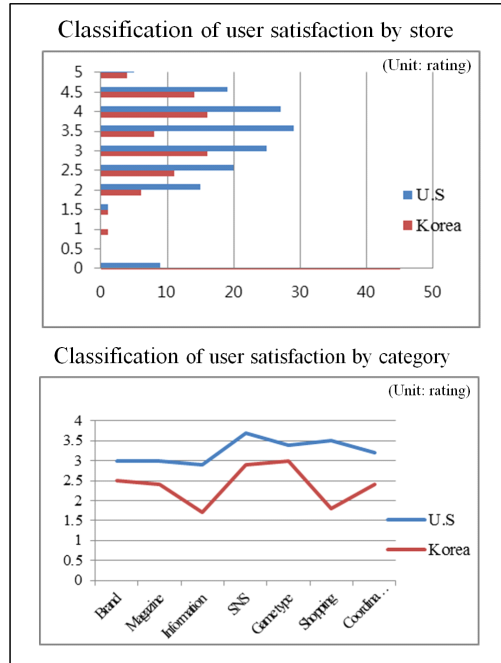 Classification of user satisfaction by store
(Unit: rating)
5
4.5
4
3.5
3
2.5
2
1.5
1
0.5
0
U.S
Korea
0 10 20 30 40 50
Classification of user satisfaction by category
(Unit: rating)
4
3.5
3
2.5
2
1.5
1
0.5
0
U.S
Korea
Brand
Magazine
Information
SNS
Game type
Shopping
Coordina...